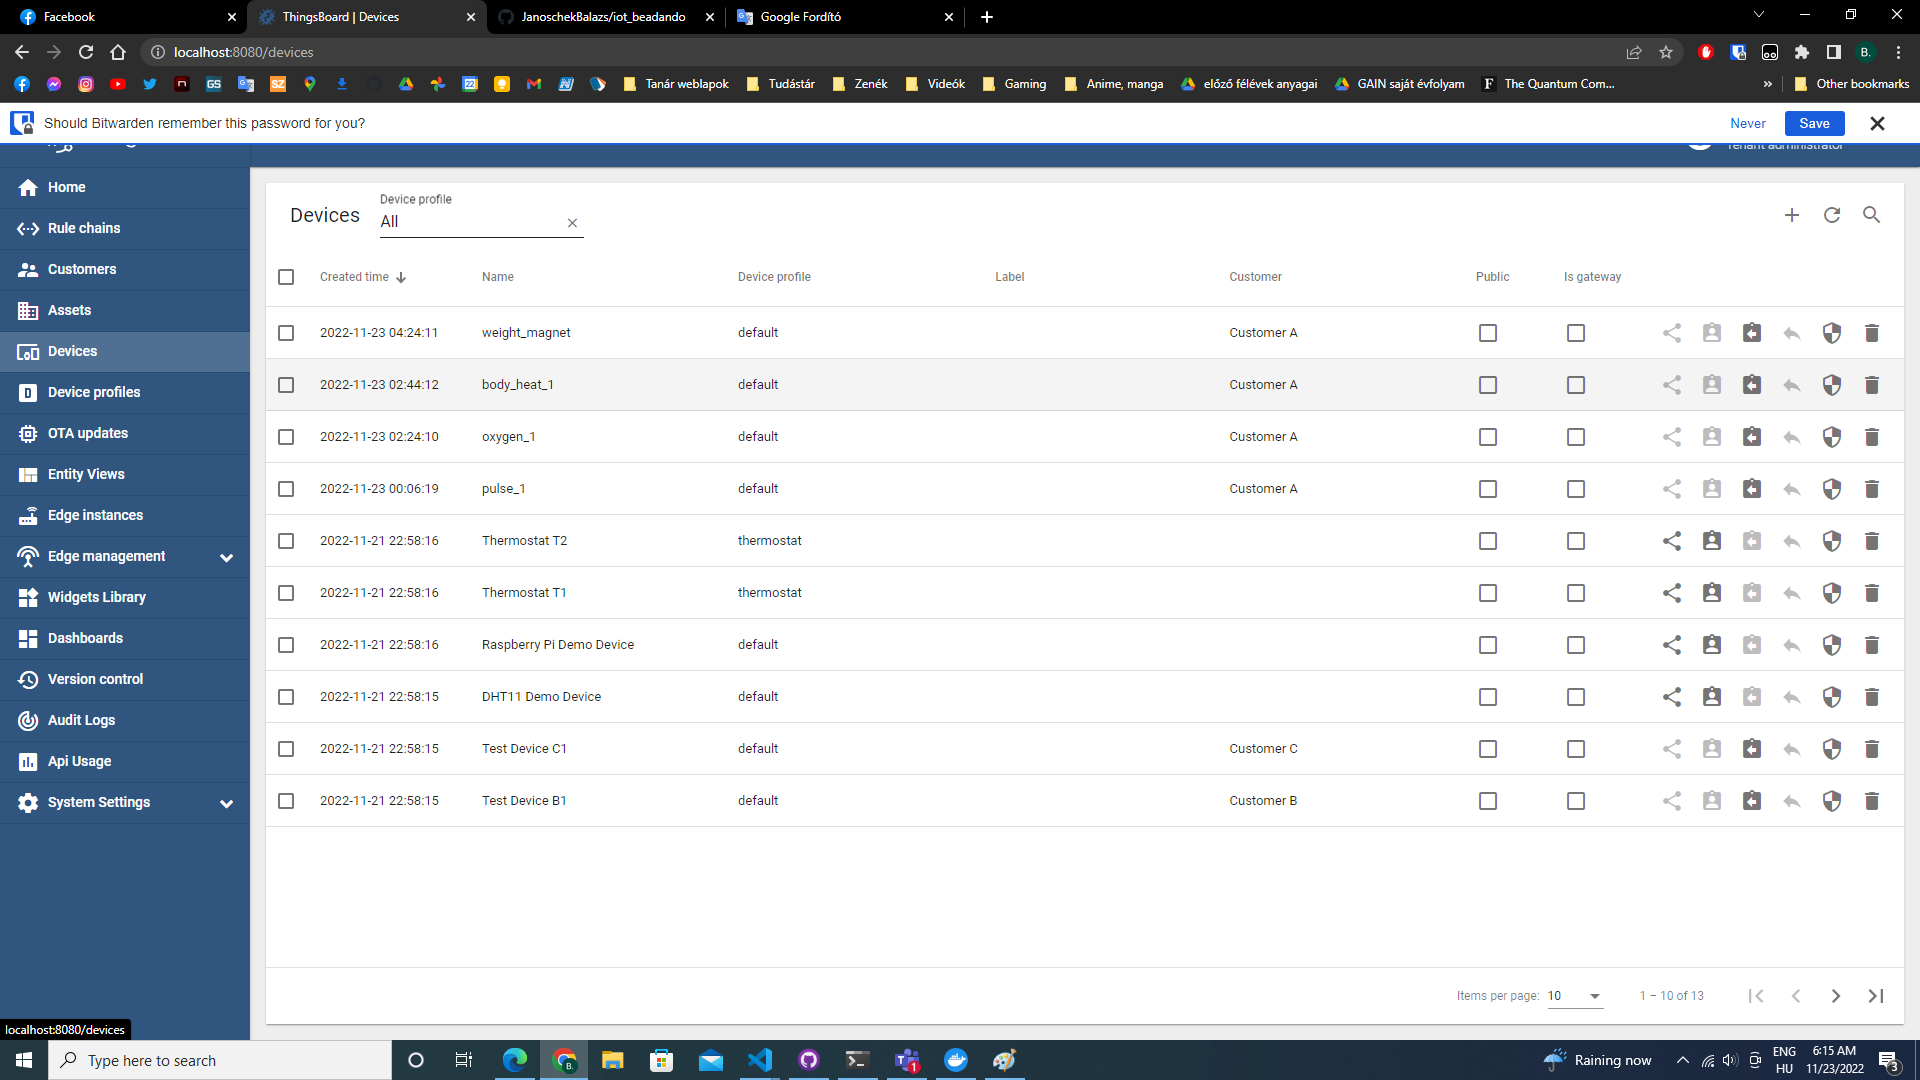 Facebook
ThingsBoard | Devices
JanoschekBalazs/iot_beadando
Google Fordító
localhost:8080/devices
B.
GS
SZ
22
Tanár weblapok
Tudástár
Zenék
Videók
Gaming
Anime, manga
előző félévek anyagai
GAIN saját évfolyam
F
The Quantum Com...
»
Other bookmarks
Should Bitwarden remember this password for you?
Never
Save
Tenant administrator
Home
Rule chains
Customers
Assets
Devices
Device profiles
OTA updates
Entity Views
Edge instances
Edge management
Widgets Library
Dashboards
Version control
Audit Logs
Api Usage
System Settings
Devices
Device profile
All
Created time
Name
Device profile
Label
Customer
Public
Is gateway
2022-11-23 04:24:11 weight_magnet default Customer A
2022-11-23 02:44:12 body_heat_1 default Customer A
2022-11-23 02:24:10 oxygen_1 default Customer A
2022-11-23 00:06:19 pulse_1 default Customer A
2022-11-21 22:58:16 Thermostat T2 thermostat
2022-11-21 22:58:16 Thermostat T1 thermostat
2022-11-21 22:58:16 Raspberry Pi Demo Device default
2022-11-21 22:58:15 DHT11 Demo Device default
2022-11-21 22:58:15 Test Device C1 default Customer C
2022-11-21 22:58:15 Test Device B1 default Customer B
Items per page: 10
1 – 10 of 13
localhost:8080/devices
Type here to search
B.
1
Raining now
ENG
HU
6:15 AM
11/23/2022
3